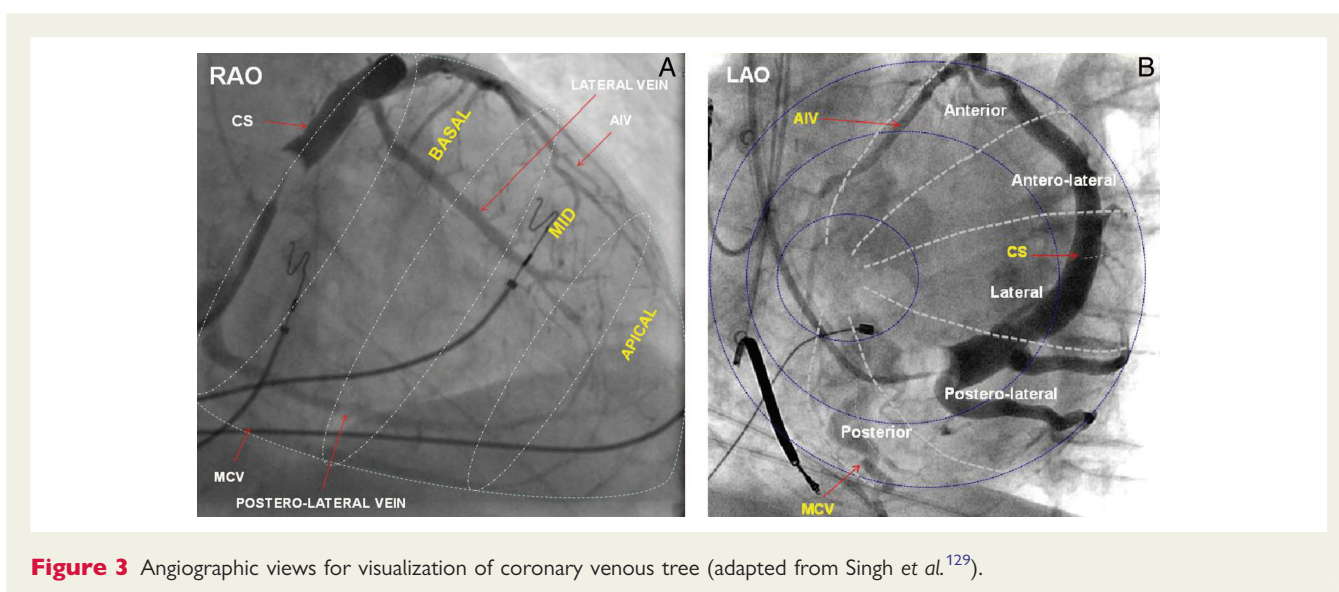 RAO
A
LATERAL VEIN
CS
AIV
BASAL
MID
APICAL
MCV
POSTERO-LATERAL VEIN
LAO
B
AIV
Anterior
Antero-lateral
CS
Lateral
Postero-lateral
Posterior
MCV
Figure 3 Angiographic views for visualization of coronary venous tree (adapted from Singh et al.129).